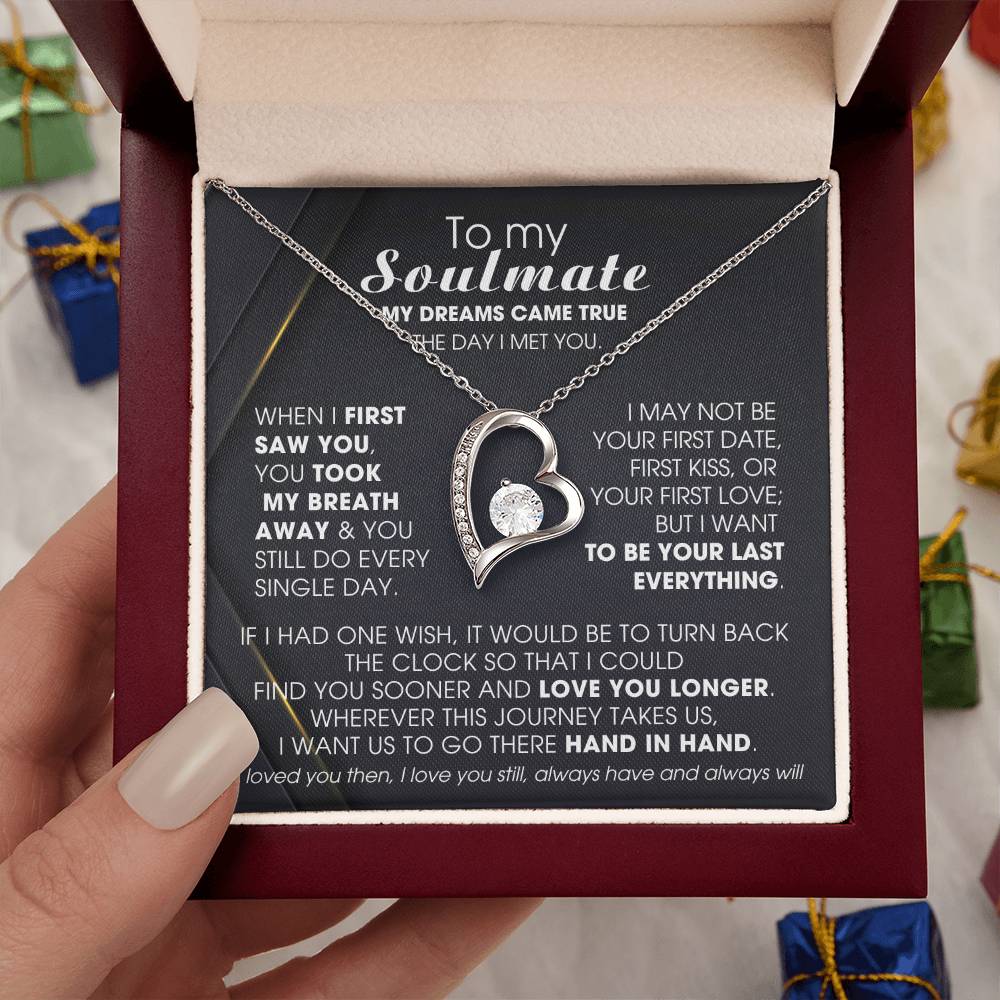 To my
Soulmate
MY DREAMS CAME TRUE
THE DAY I MET YOU.
WHEN I FIRST
SAW YOU,
YOU TOOK
MY BREATH
AWAY & YOU
STILL DO EVERY
SINGLE DAY.
I MAY NOT BE
YOUR FIRST DATE,
FIRST KISS, OR
YOUR FIRST LOVE;
BUT I WANT
TO BE YOUR LAST
EVERYTHING.
IF I HAD ONE WISH, IT WOULD BE TO TURN BACK
THE CLOCK SO THAT I COULD
FIND YOU SOONER AND LOVE YOU LONGER.
WHEREVER THIS JOURNEY TAKES US,
I WANT US TO GO THERE HAND IN HAND.
loved you then, I love you still, always have and always will